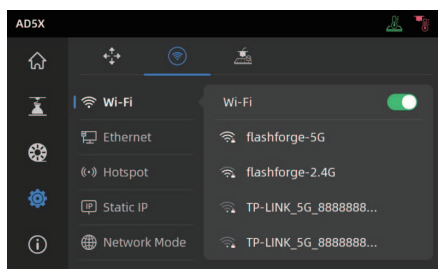 AD5X
Wi-Fi
Ethernet
Hotspot
IP Static IP
Network Mode
Wi-Fi
flashforge-5G
flashforge-2.4G
TP-LINK_5G_8888888...
TP-LINK_5G_8888888...